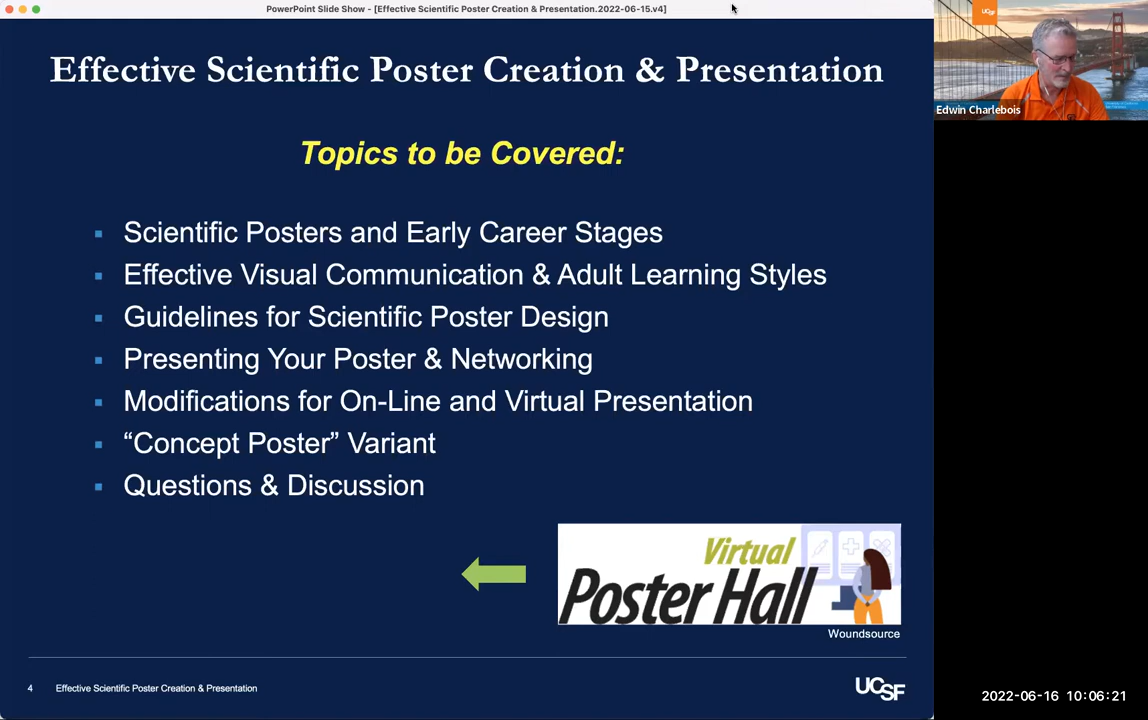 PowerPoint Slide Show - [Effective Scientific Poster Creation & Presentation.2022-06-15.v4]
UCSF
Edwin Charlebois
Effective Scientific Poster Creation & Presentation
Topics to be Covered:
▪ Scientific Posters and Early Career Stages
▪ Effective Visual Communication & Adult Learning Styles
▪ Guidelines for Scientific Poster Design
▪ Presenting Your Poster & Networking
▪ Modifications for On-Line and Virtual Presentation
▪ “Concept Poster” Variant
▪ Questions & Discussion
Virtual
Poster Hall
Woundsource
4 Effective Scientific Poster Creation & Presentation
UCSF
2022-06-16 10:06:21